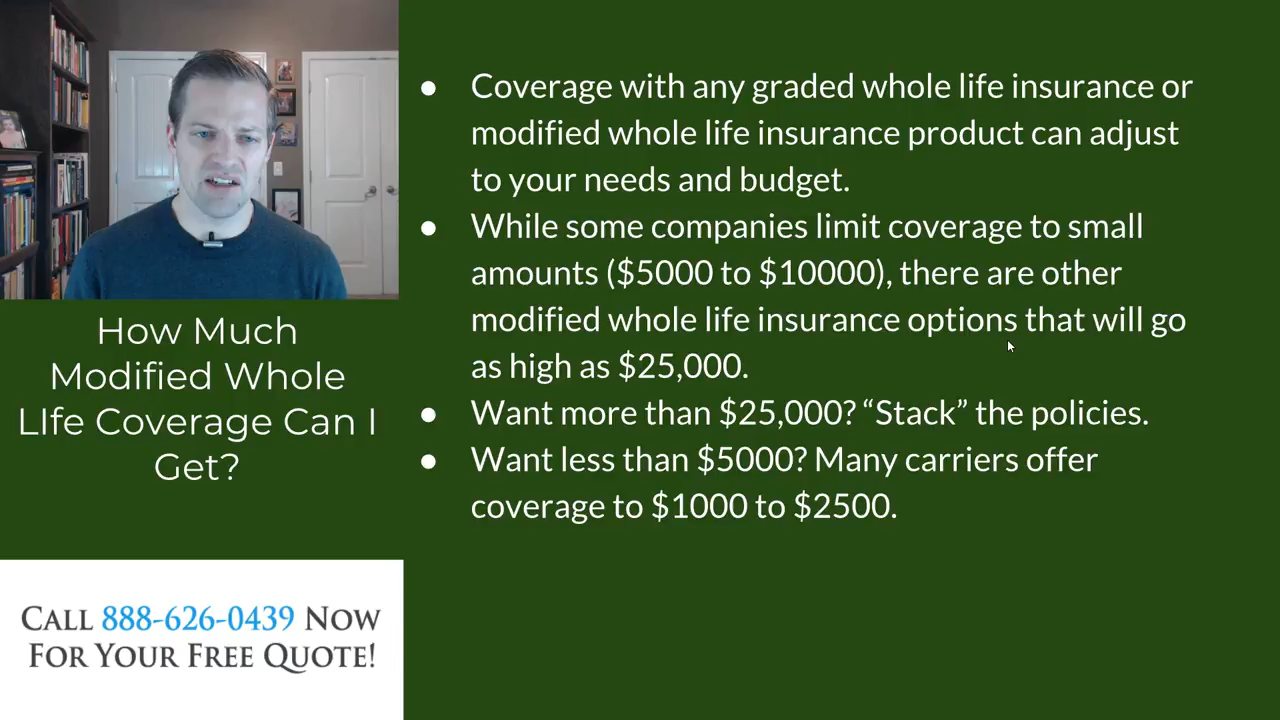 How Much
Modified Whole
LIfe Coverage Can I
Get?
CALL 888-626-0439 NOW
FOR YOUR FREE QUOTE!
● Coverage with any graded whole life insurance or
modified whole life insurance product can adjust
to your needs and budget.
● While some companies limit coverage to small
amounts ($5000 to $10000), there are other
modified whole life insurance options that will go
as high as $25,000.
● Want more than $25,000? “Stack” the policies.
● Want less than $5000? Many carriers offer
coverage to $1000 to $2500.